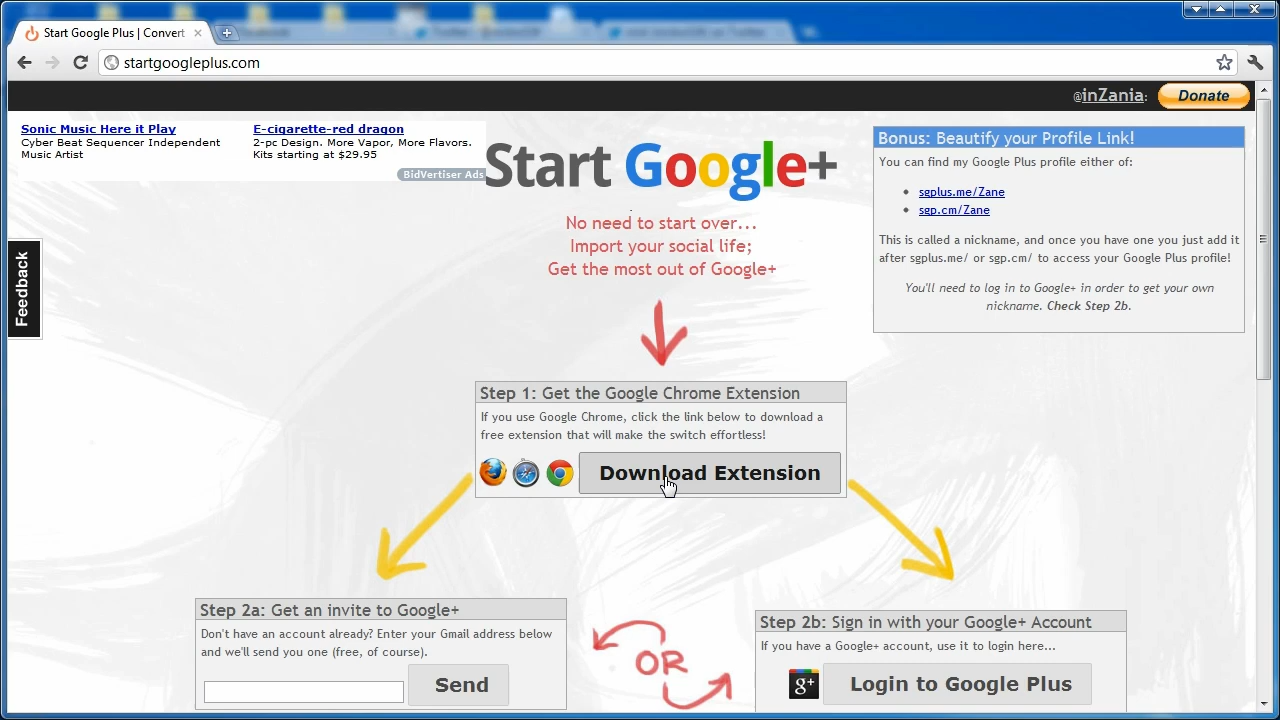 Start Google Plus | Convert
startgoogleplus.com
@inZania:
Donate
Sonic Music Here it Play
Cyber Beat Sequencer Independent
Music Artist
E-cigarette-red dragon
2-pc Design. More Vapor, More Flavors.
Kits starting at $29.95
BidVertiser Ads
Start Google+
No need to start over...
Import your social life;
Get the most out of Google+
Bonus: Beautify your Profile Link!
You can find my Google Plus profile either of:
sgplus.me/Zane
sgp.cm/Zane
This is called a nickname, and once you have one you just add it
after sgplus.me/ or sgp.cm/ to access your Google Plus profile!
You'll need to log in to Google+ in order to get your own
nickname. Check Step 2b.
Feedback
Step 1: Get the Google Chrome Extension
If you use Google Chrome, click the link below to download a
free extension that will make the switch effortless!
Download Extension
Step 2a: Get an invite to Google+
Don't have an account already? Enter your Gmail address below
and we'll send you one (free, of course).
Send
OR
Step 2b: Sign in with your Google+ Account
If you have a Google+ account, use it to login here...
g+
Login to Google Plus